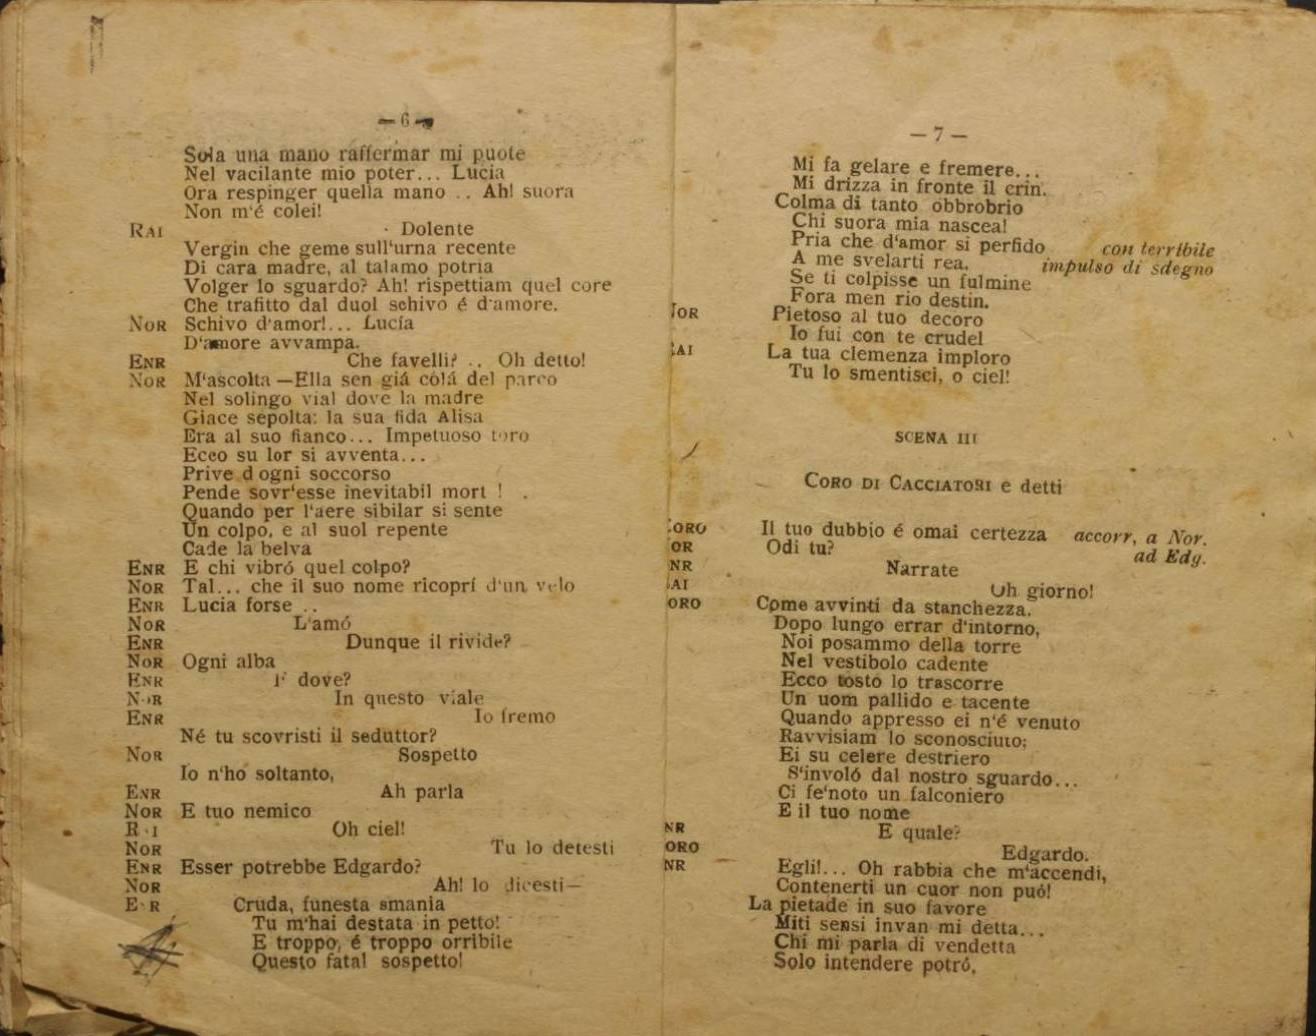 — 6 —
Sola una mano raffermar mi puote
Nel vacilante mio poter... Lucia
Ora respinger quella mano .. Ah! suora
Non m'é colei!
RAI Dolente
Vergin che geme sull'urna recente
Di cara madre, al talamo potria
Volger lo sguardo? Ah! rispettiam quel core
Che trafitto dal duol schivo é d'amore.
NOR Schivo d'amor!... Lucía
D'amore avvampa.
ENR Che favelli? .. Oh detto!
NOR M'ascolta — Ella sen giá cólá del parco
Nel solingo vial dove la madre
Giace sepolta: la sua fida Alisa
Era al suo fianco... Impetuoso toro
Ecco su lor si avventa...
Prive d ogni soccorso
Pende sovr'esse inevitabil mort !
Quando per l'aere sibilar si sente
Un colpo, e al suol repente
Cade la belva
ENR E chi vibró quel colpo?
NOR Tal... che il suo nome ricoprí d'un velo
ENR Lucia forse ..
NOR L'amó
ENR Dunque il rivide?
NOR Ogni alba
ENR E dove?
NOR In questo viale
ENR Io fremo
Né tu scovristi il seduttor?
NOR Sospetto
Io n'ho soltanto,
ENR Ah parla
NOR E tuo nemico
R I Oh ciel!
NOR Tu lo detesti
ENR Esser potrebbe Edgardo?
NOR Ah! lo dicesti—
E R Cruda, funesta smania
Tu m'hai destata in petto!
E troppo, é troppo orribile
Questo fatal sospetto!
— 7 —
Mi fa gelare e fremere...
Mi drizza in fronte il crin.
Colma di tanto obbrobrio
Chi suora mia nascea!
Pria che d'amor si perfido con terribile
A me svelarti rea. impulso di sdegno
Se ti colpisse un fulmine
Fora men rio destin.
NOR Pietoso al tuo decoro
Io fui con te crudel
RAI La tua clemenza imploro
Tu lo smentisci, o ciel!
SCENA III
CORO DI CACCIATORI e detti
CORO Il tuo dubbio é omai certezza accorr, a Nor.
OR Odi tu? ad Edg.
NR Narrate
AI Oh giorno!
ORO Come avvinti da stanchezza.
Dopo lungo errar d'intorno,
Noi posammo della torre
Nel vestibolo cadente
Ecco tosto lo trascorre
Un uom pallido e tacente
Quando appresso ei n'é venuto
Ravvisiam lo sconosciuto;
Ei su celere destriero
S'involó dal nostro sguardo...
Ci fe'noto un falconiero
E il tuo nome
NR E quale?
ORO Edgardo.
NR Egli!... Oh rabbia che m'accendi,
Contenerti un cuor non puó!
La pietade in suo favore
Miti sensi invan mi detta...
Chi mi parla di vendetta
Solo intendere potró,